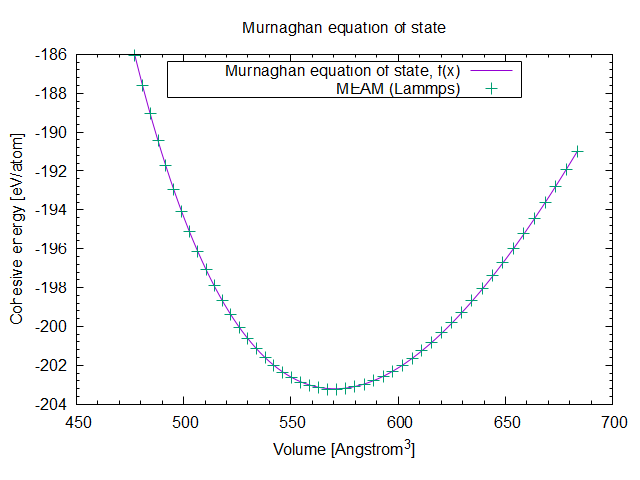 Murnaghan equation of state
Murnaghan equation of state, f(x)
MEAM (Lammps)
Cohesive energy [eV/atom]
-186
-188
-190
-192
-194
-196
-198
-200
-202
-204
450 500 550 600 650 700
Volume [Angstrom³]